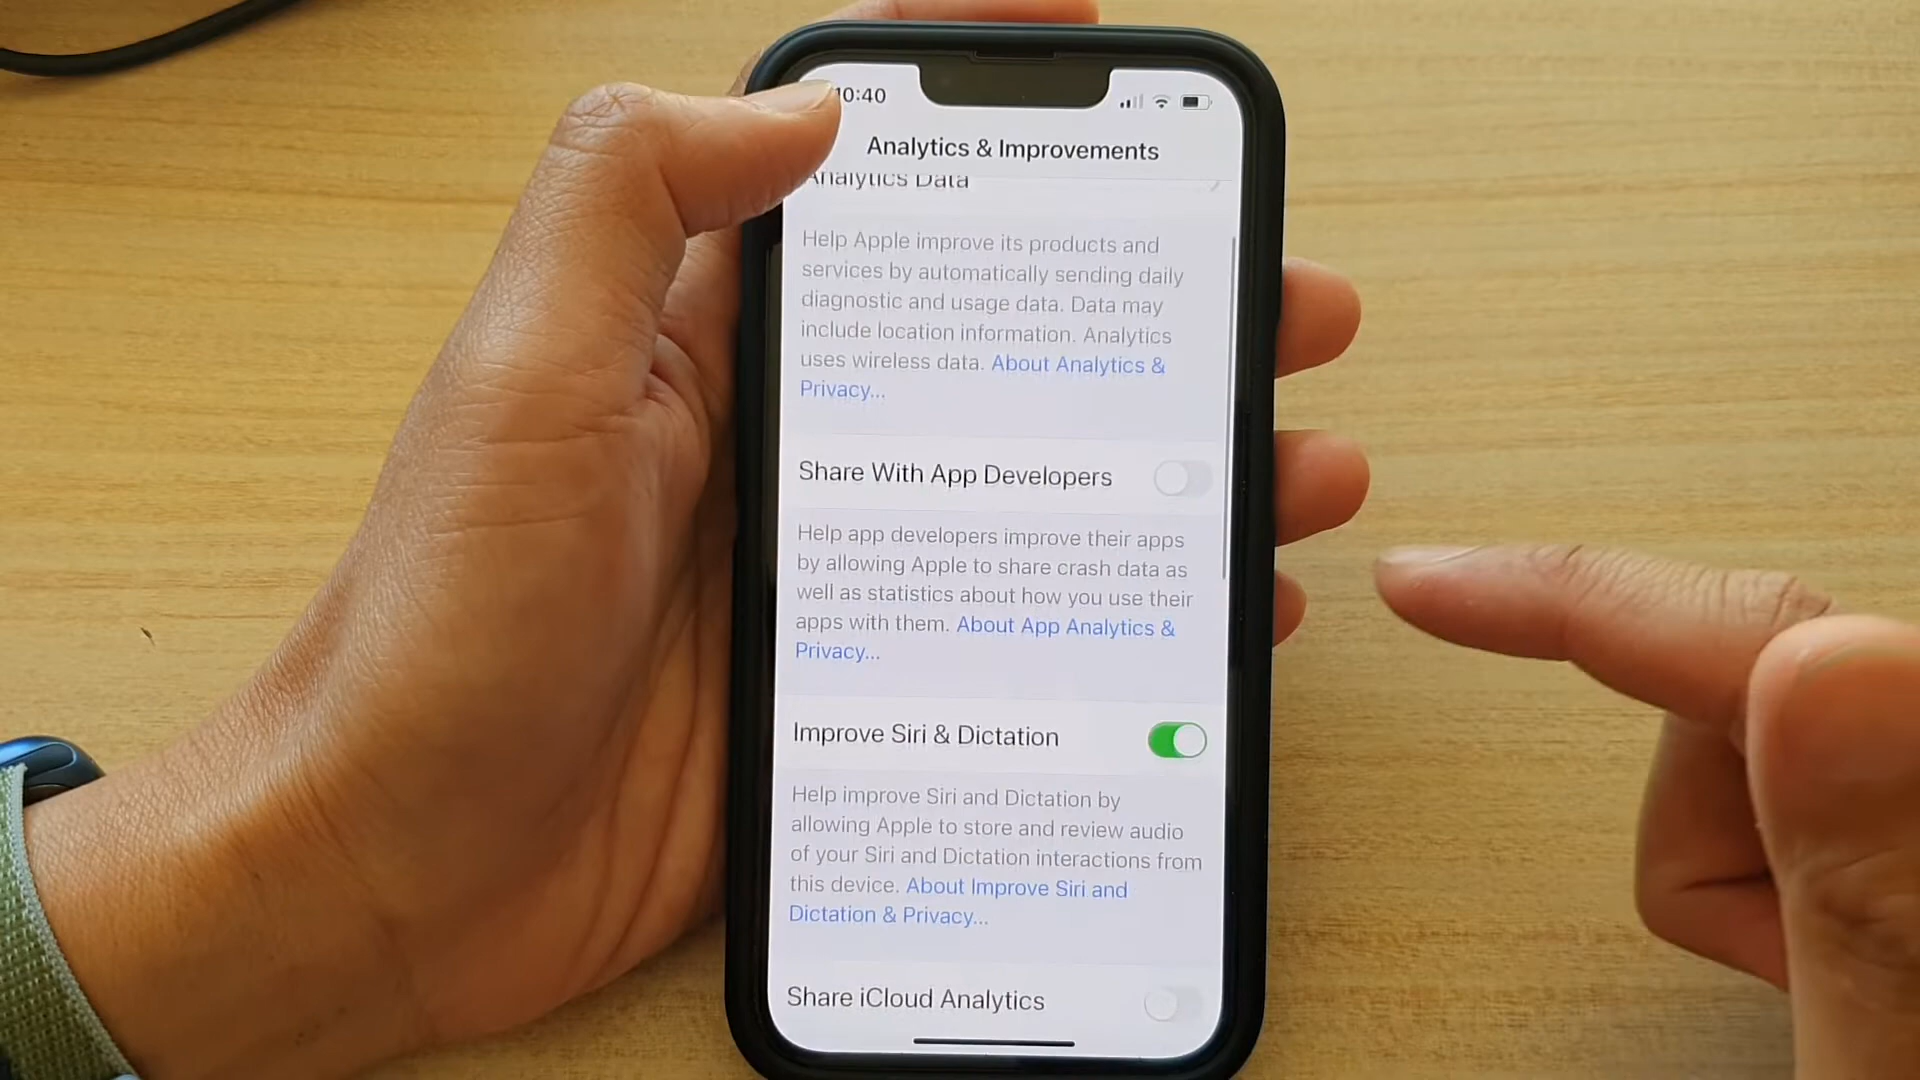 10:40
Analytics & Improvements
Analytics Data
Help Apple improve its products and
services by automatically sending daily
diagnostic and usage data. Data may
include location information. Analytics
uses wireless data. About Analytics &
Privacy...
Share With App Developers
Help app developers improve their apps
by allowing Apple to share crash data as
well as statistics about how you use their
apps with them. About App Analytics &
Privacy...
Improve Siri & Dictation
Help improve Siri and Dictation by
allowing Apple to store and review audio
of your Siri and Dictation interactions from
this device. About Improve Siri and
Dictation & Privacy...
Share iCloud Analytics